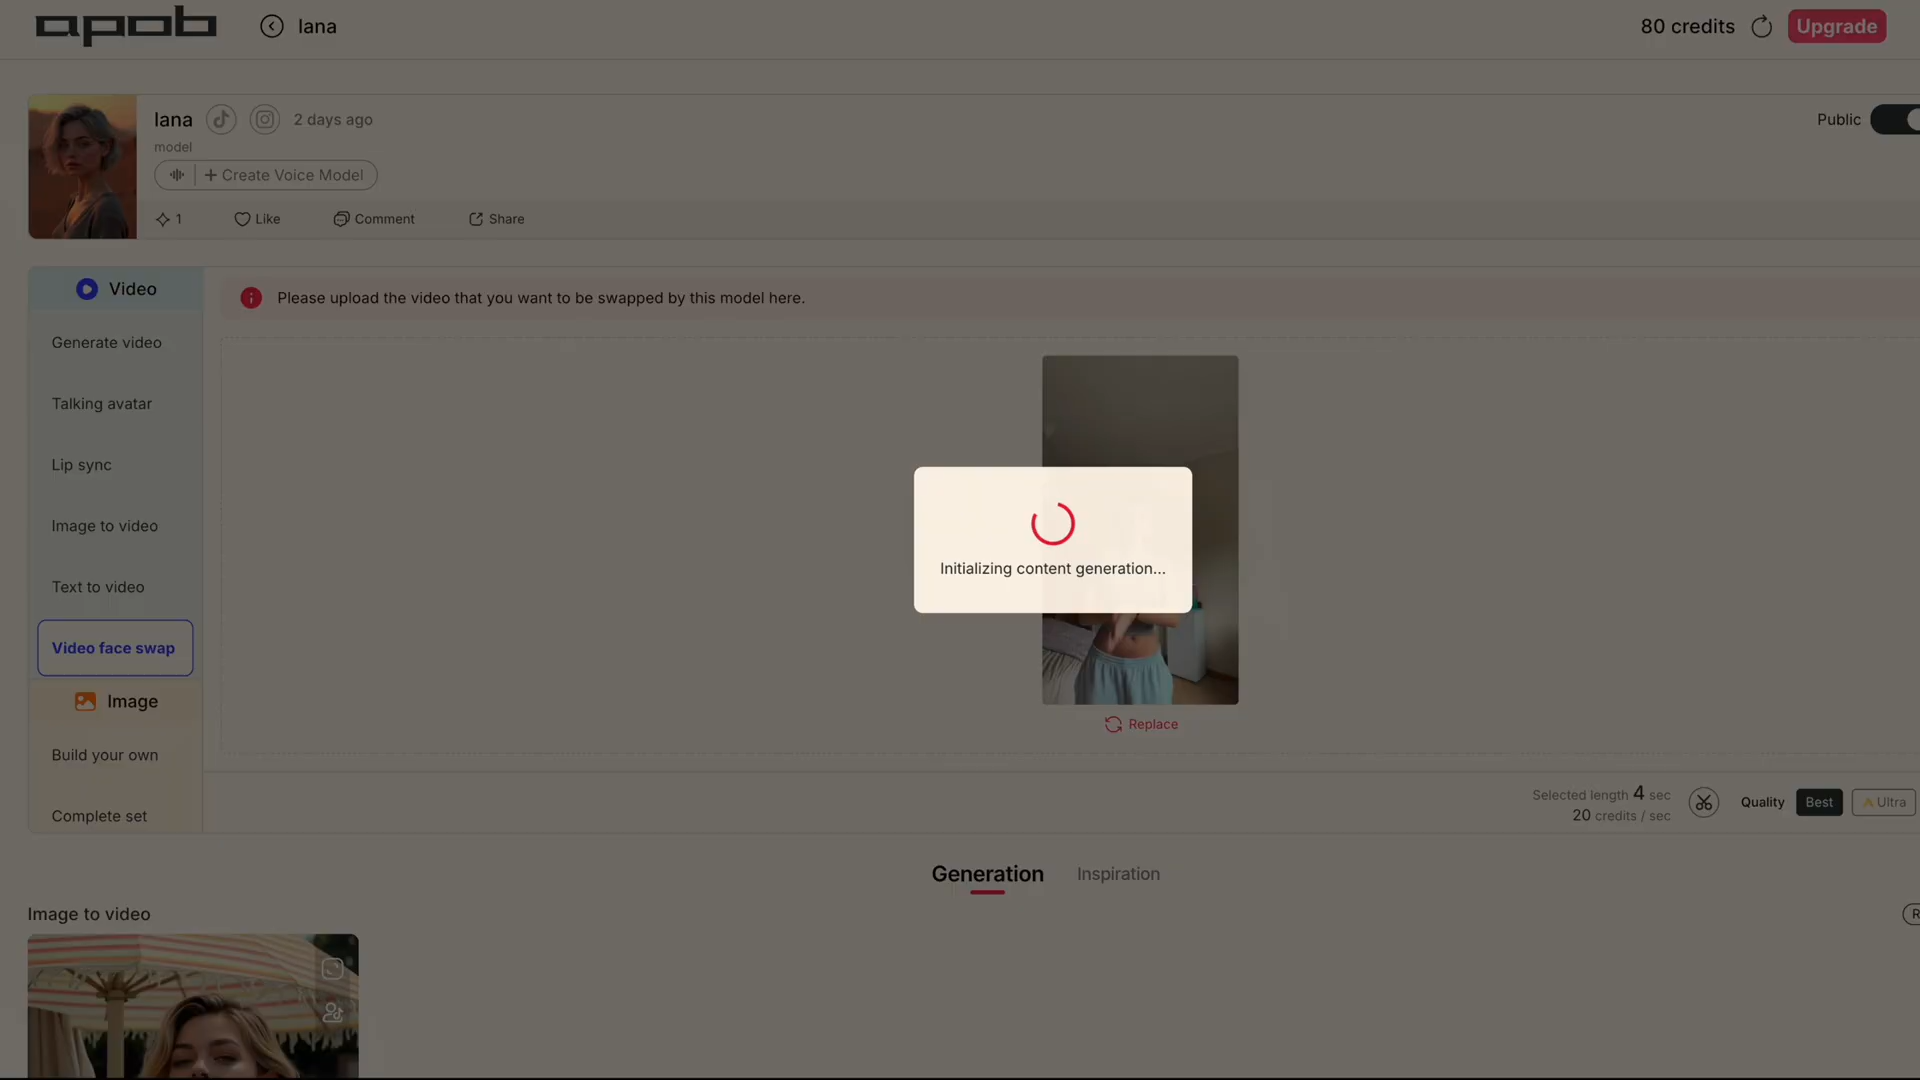 apob
lana
80 credits
Upgrade
lana
2 days ago
Public
model
+ Create Voice Model
1
Like
Comment
Share
Video
Please upload the video that you want to be swapped by this model here.
Generate video
Talking avatar
Lip sync
Image to video
Text to video
Video face swap
Initializing content generation...
Image
Replace
Build your own
Complete set
Selected length 4 sec
20 credits / sec
Quality
Best
Ultra
Generation
Inspiration
Image to video